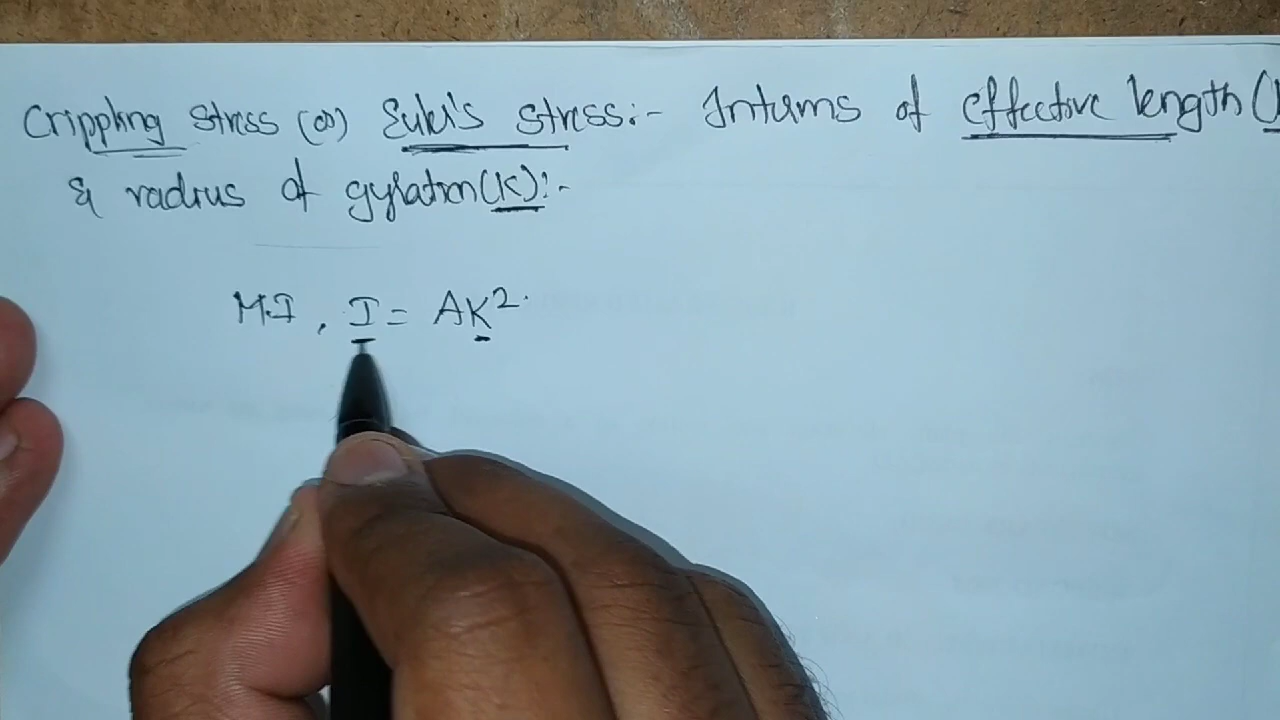 Crippling stress (or) Euler's stress:- Interms of effective length (
& radius of gyration (K):-
M.I , I = AK².